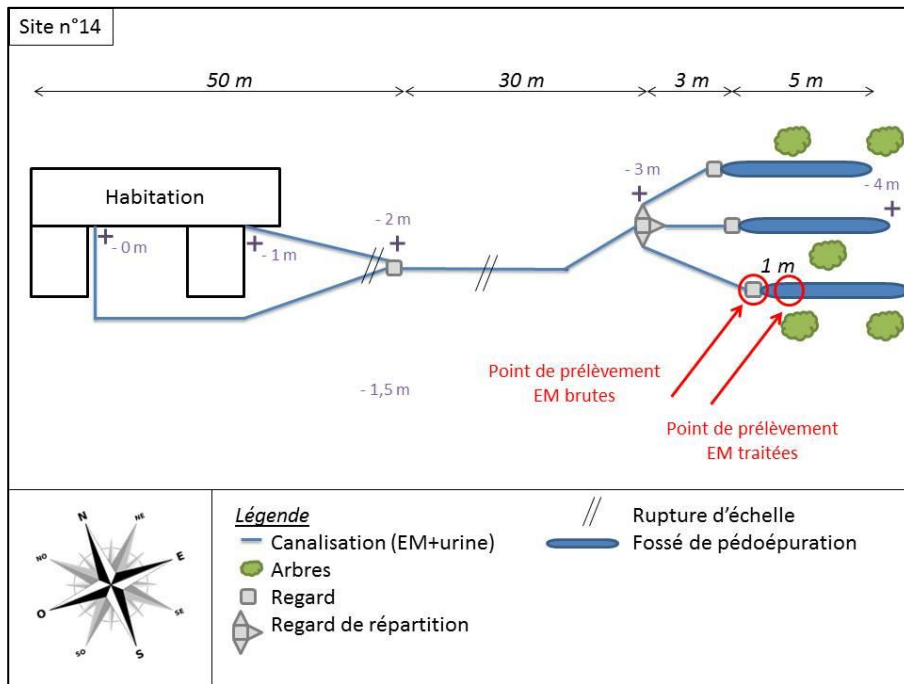 Site n°14
50 m
30 m
3 m
5 m
Habitation
- 0 m
- 1 m
- 2 m
- 3 m
- 4 m
1 m
Point de prélèvement
EM brutes
- 1,5 m
Point de prélèvement
EM traitées
N
NE
E
SE
S
SO
O
NO
Légende
Canalisation (EM+urine)
Arbres
Regard
Regard de répartition
Rupture d’échelle
Fossé de pédoépuration